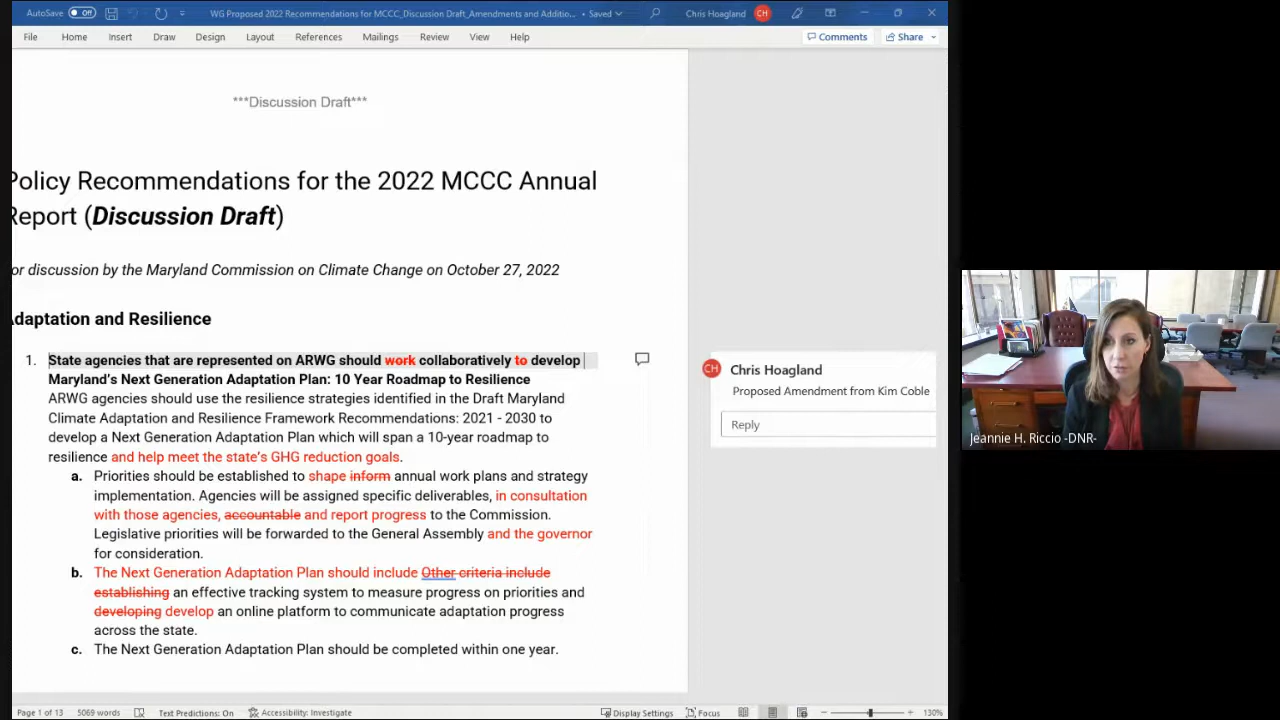 AutoSave Off WG Proposed 2022 Recommendations for MCCC_Discussion Draft_Amendments and Additio... • Saved Chris Hoagland CH
File Home Insert Draw Design Layout References Mailings Review View Help Comments Share
***Discussion Draft***
Policy Recommendations for the 2022 MCCC Annual
Report (Discussion Draft)
or discussion by the Maryland Commission on Climate Change on October 27, 2022
Adaptation and Resilience
1. State agencies that are represented on ARWG should work collaboratively to develop
Maryland's Next Generation Adaptation Plan: 10 Year Roadmap to Resilience
ARWG agencies should use the resilience strategies identified in the Draft Maryland
Climate Adaptation and Resilience Framework Recommendations: 2021 - 2030 to
develop a Next Generation Adaptation Plan which will span a 10-year roadmap to
resilience and help meet the state's GHG reduction goals.
a. Priorities should be established to shape inform annual work plans and strategy
implementation. Agencies will be assigned specific deliverables, in consultation
with those agencies, accountable and report progress to the Commission.
Legislative priorities will be forwarded to the General Assembly and the governor
for consideration.
b. The Next Generation Adaptation Plan should include Other criteria include
establishing an effective tracking system to measure progress on priorities and
developing develop an online platform to communicate adaptation progress
across the state.
c. The Next Generation Adaptation Plan should be completed within one year.
CH Chris Hoagland
Proposed Amendment from Kim Coble
Reply
Jeannie H. Riccio -DNR-
Page 1 of 13 5069 words Text Predictions: On Accessibility: Investigate Display Settings Focus 130%